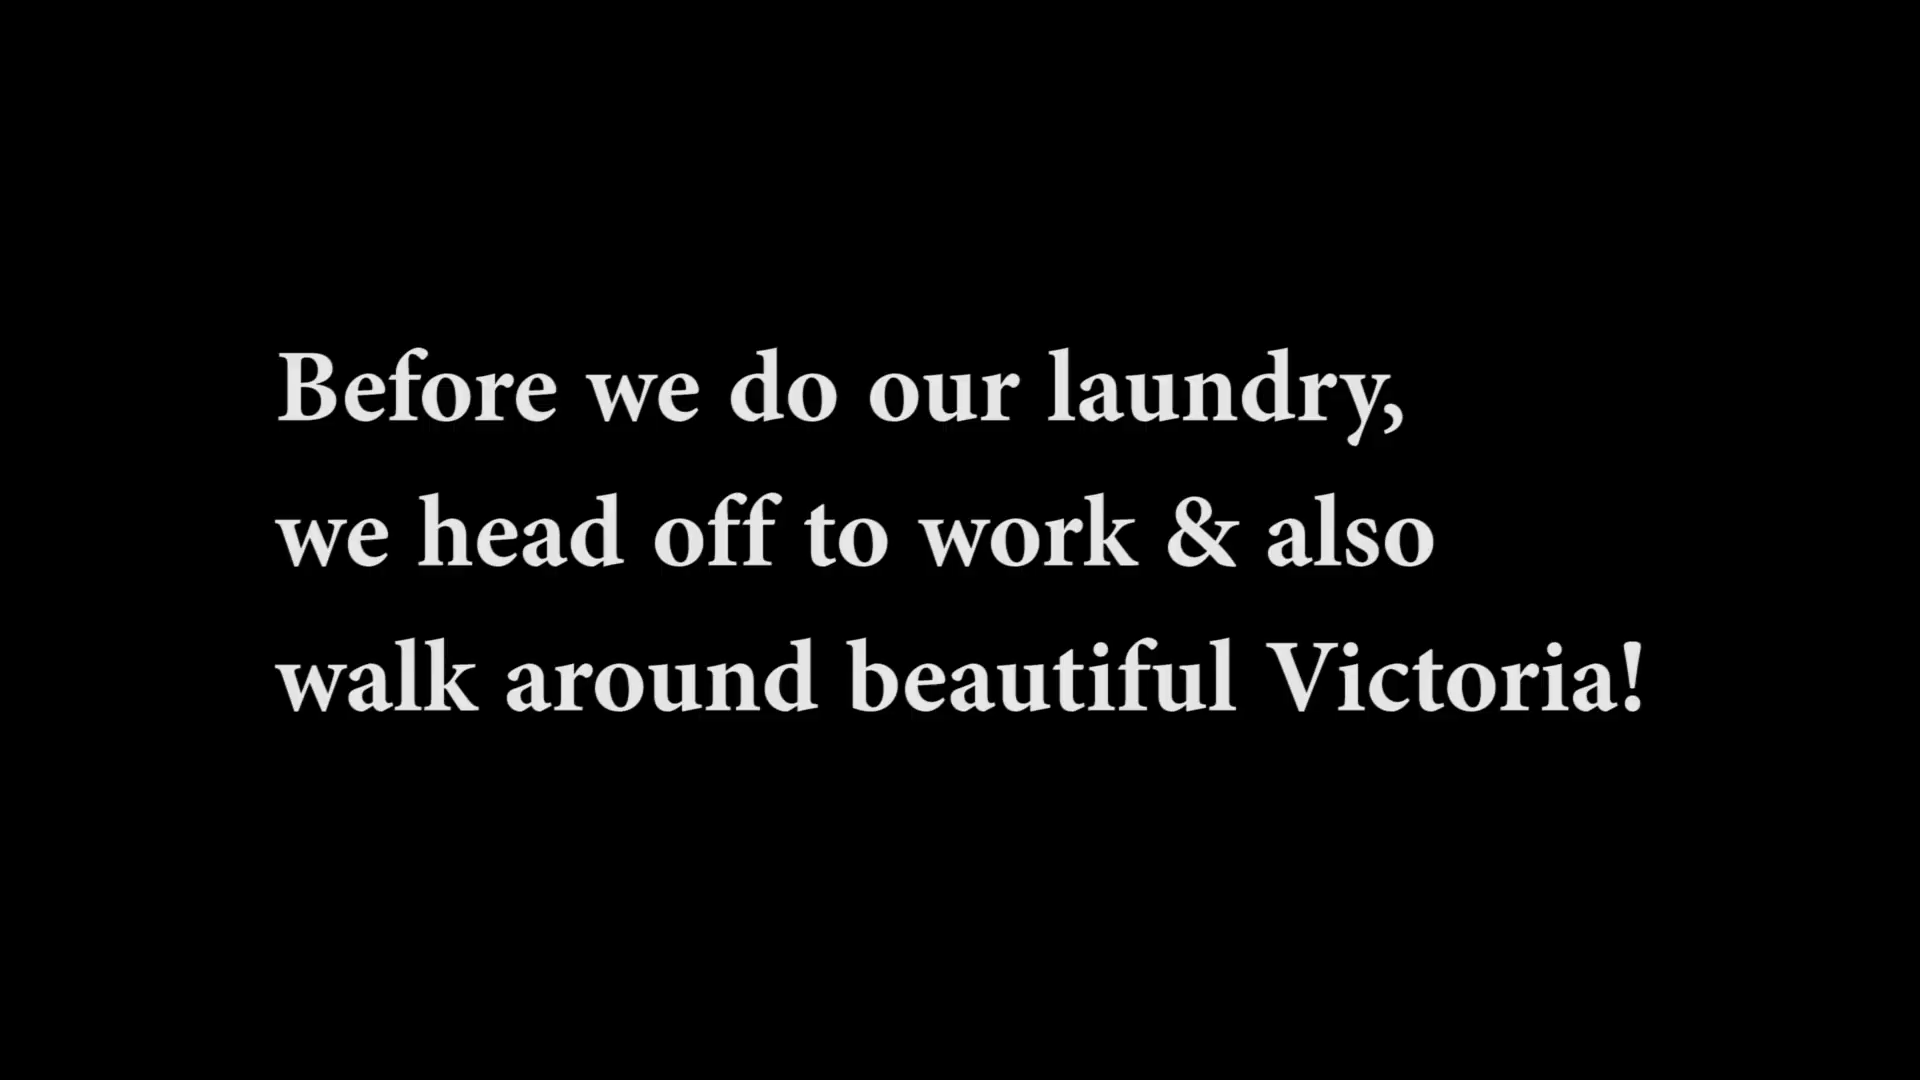 Before we do our laundry,
we head off to work & also
walk around beautiful Victoria!